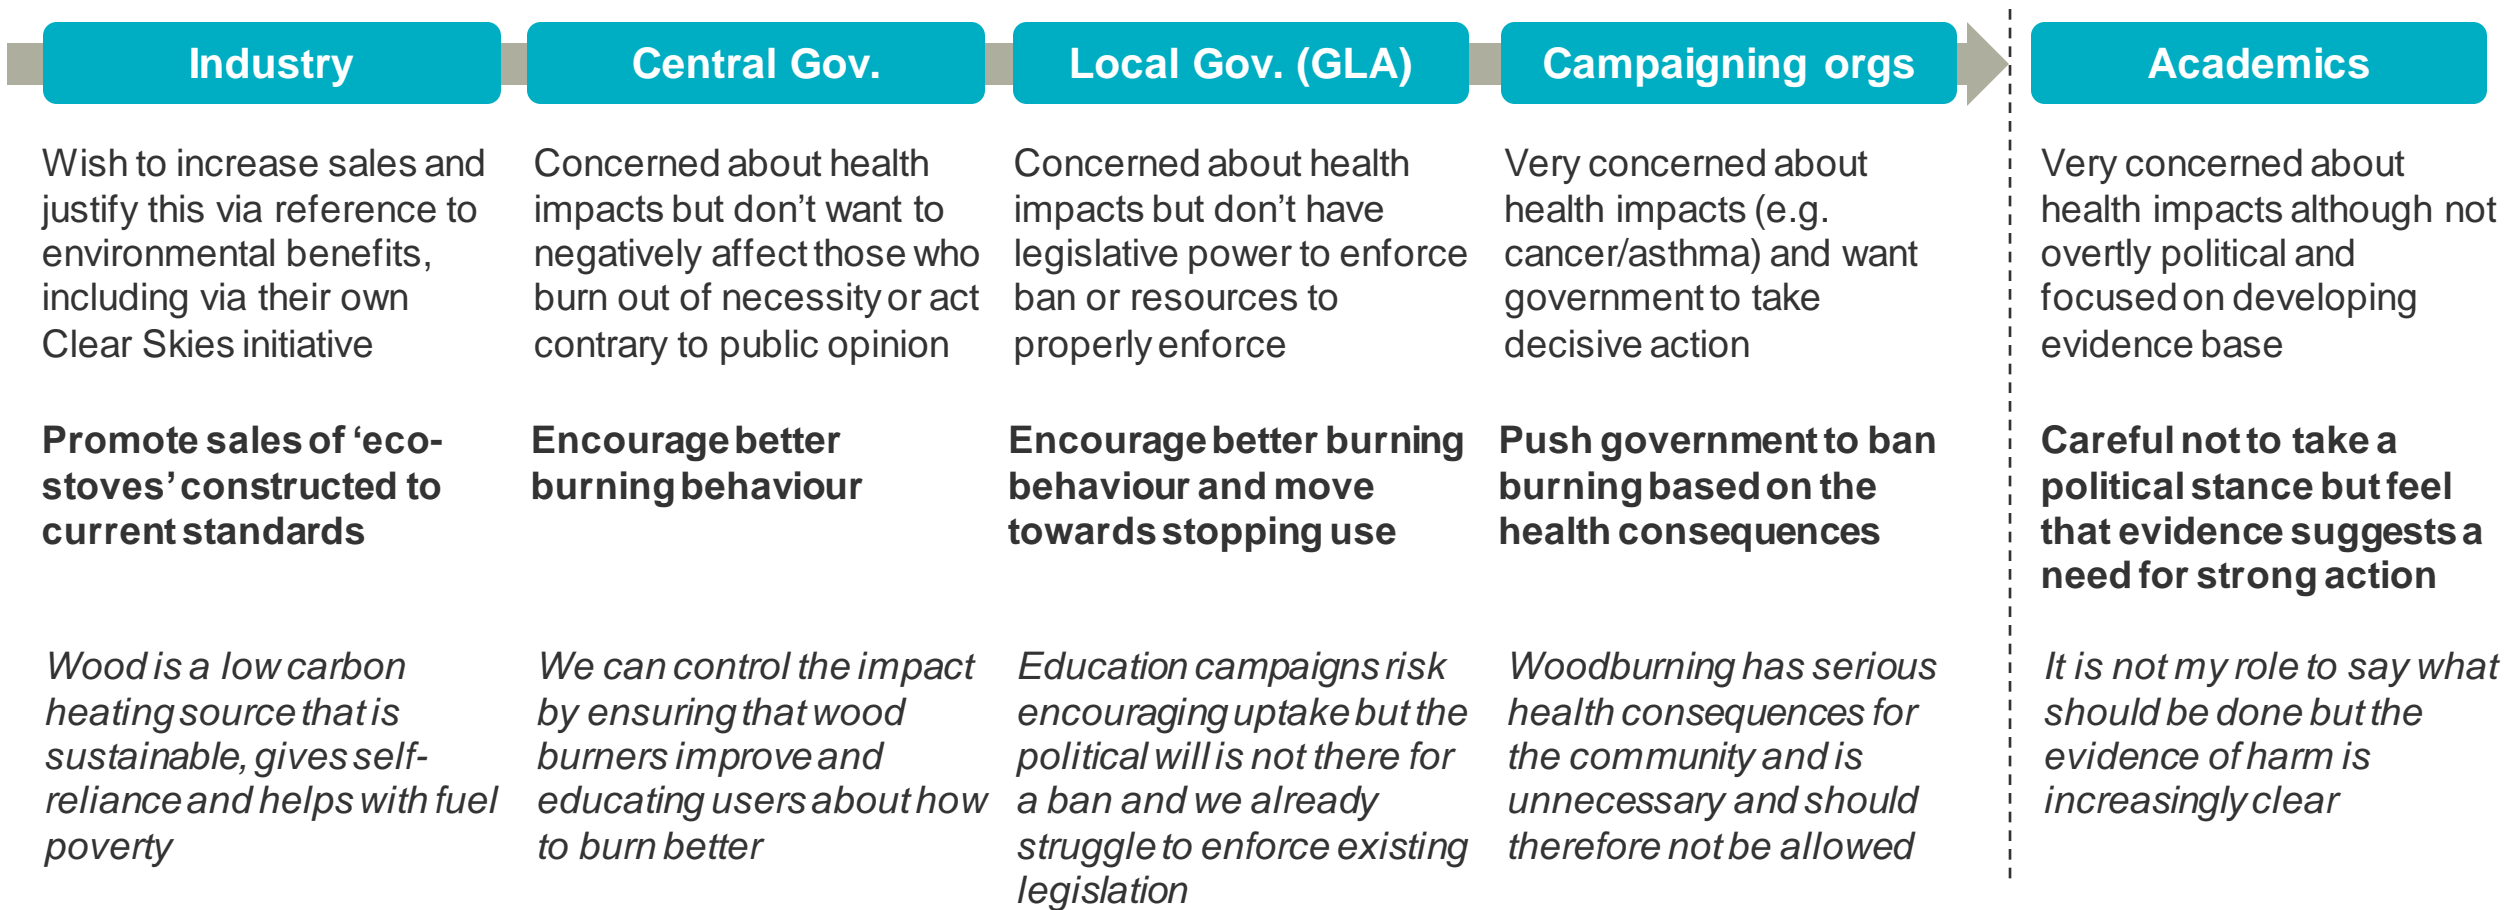 Industry
Wish to increase sales and
justify this via reference to
environmental benefits,
including via their own
Clear Skies initiative
Promote sales of ‘eco-
stoves’ constructed to
current standards
Wood is a low carbon
heating source that is
sustainable, gives self-
reliance and helps with fuel
poverty
Central Gov.
Concerned about health
impacts but don’t want to
negatively affect those who
burn out of necessity or act
contrary to public opinion
Encourage better
burning behaviour
We can control the impact
by ensuring that wood
burners improve and
educating users about how
to burn better
Local Gov. (GLA)
Concerned about health
impacts but don’t have
legislative power to enforce
ban or resources to
properly enforce
Encourage better burning
behaviour and move
towards stopping use
Education campaigns risk
encouraging uptake but the
political will is not there for
a ban and we already
struggle to enforce existing
legislation
Campaigning orgs
Very concerned about
health impacts (e.g.
cancer/asthma) and want
government to take
decisive action
Push government to ban
burning based on the
health consequences
Woodburning has serious
health consequences for
the community and is
unnecessary and should
therefore not be allowed
Academics
Very concerned about
health impacts although not
overtly political and
focused on developing
evidence base
Careful not to take a
political stance but feel
that evidence suggests a
need for strong action
It is not my role to say what
should be done but the
evidence of harm is
increasingly clear